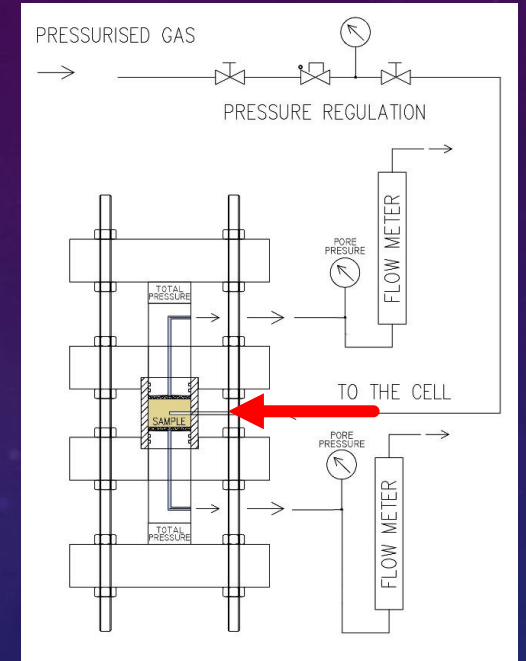 PRESSURISED GAS
PRESSURE REGULATION
FLOW METER
PORE
PRESURE
TOTAL
PRESSURE
TO THE CELL
SAMPLE
PORE
PRESSURE
FLOW METER
TOTAL
PRESSURE